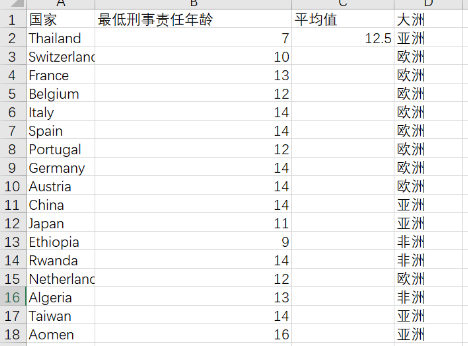 A B C D
1 国家 最低刑事责任年龄 平均值 大洲
2 Thailand 7 12.5 亚洲
3 Switzerland 10 欧洲
4 France 13 欧洲
5 Belgium 12 欧洲
6 Italy 14 欧洲
7 Spain 14 欧洲
8 Portugal 12 欧洲
9 Germany 14 欧洲
10 Austria 14 欧洲
11 China 14 亚洲
12 Japan 11 亚洲
13 Ethiopia 9 非洲
14 Rwanda 14 非洲
15 Netherland 12 欧洲
16 Algeria 13 非洲
17 Taiwan 14 亚洲
18 Aomen 16 亚洲